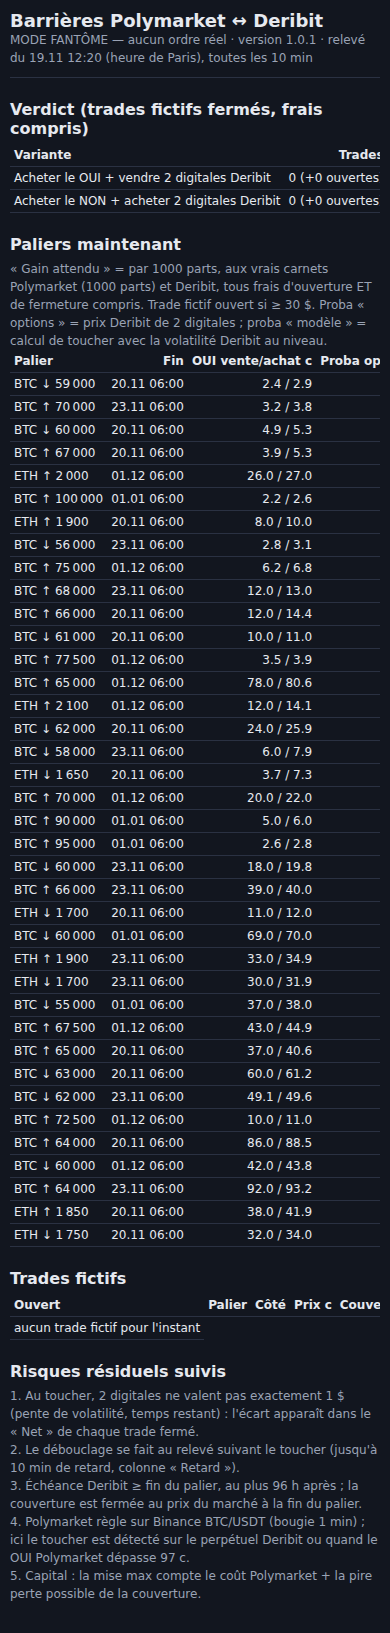 Barrières Polymarket ↔ Deribit
MODE FANTÔME — aucun ordre réel · version 1.0.1 · relevé
du 19.11 12:20 (heure de Paris), toutes les 10 min
Verdict (trades fictifs fermés, frais
compris)
Variante Trades
Acheter le OUI + vendre 2 digitales Deribit 0 (+0 ouvertes
Acheter le NON + acheter 2 digitales Deribit 0 (+0 ouvertes
Paliers maintenant
« Gain attendu » = par 1000 parts, aux vrais carnets
Polymarket (1000 parts) et Deribit, tous frais d'ouverture ET
de fermeture compris. Trade fictif ouvert si ≥ 30 $. Proba «
options » = prix Deribit de 2 digitales ; proba « modèle » =
calcul de toucher avec la volatilité Deribit au niveau.
Palier Fin OUI vente/achat c Proba op
BTC ↓ 59 000 20.11 06:00 2.4 / 2.9
BTC ↑ 70 000 23.11 06:00 3.2 / 3.8
BTC ↓ 60 000 20.11 06:00 4.9 / 5.3
BTC ↑ 67 000 20.11 06:00 3.9 / 5.3
ETH ↑ 2 000 01.12 06:00 26.0 / 27.0
BTC ↑ 100 000 01.01 06:00 2.2 / 2.6
ETH ↑ 1 900 20.11 06:00 8.0 / 10.0
BTC ↓ 56 000 23.11 06:00 2.8 / 3.1
BTC ↑ 75 000 01.12 06:00 6.2 / 6.8
BTC ↑ 68 000 23.11 06:00 12.0 / 13.0
BTC ↑ 66 000 20.11 06:00 12.0 / 14.4
BTC ↓ 61 000 20.11 06:00 10.0 / 11.0
BTC ↑ 77 500 01.12 06:00 3.5 / 3.9
BTC ↑ 65 000 01.12 06:00 78.0 / 80.6
ETH ↑ 2 100 01.12 06:00 12.0 / 14.1
BTC ↓ 62 000 20.11 06:00 24.0 / 25.9
BTC ↓ 58 000 23.11 06:00 6.0 / 7.9
ETH ↓ 1 650 20.11 06:00 3.7 / 7.3
BTC ↑ 70 000 01.12 06:00 20.0 / 22.0
BTC ↑ 90 000 01.01 06:00 5.0 / 6.0
BTC ↑ 95 000 01.01 06:00 2.6 / 2.8
BTC ↓ 60 000 23.11 06:00 18.0 / 19.8
BTC ↑ 66 000 23.11 06:00 39.0 / 40.0
ETH ↓ 1 700 20.11 06:00 11.0 / 12.0
BTC ↓ 60 000 01.01 06:00 69.0 / 70.0
ETH ↑ 1 900 23.11 06:00 33.0 / 34.9
ETH ↓ 1 700 23.11 06:00 30.0 / 31.9
BTC ↓ 55 000 01.01 06:00 37.0 / 38.0
BTC ↑ 67 500 01.12 06:00 43.0 / 44.9
BTC ↑ 65 000 20.11 06:00 37.0 / 40.6
BTC ↓ 63 000 20.11 06:00 60.0 / 61.2
BTC ↓ 62 000 23.11 06:00 49.1 / 49.6
BTC ↑ 72 500 01.12 06:00 10.0 / 11.0
BTC ↑ 64 000 20.11 06:00 86.0 / 88.5
BTC ↓ 60 000 01.12 06:00 42.0 / 43.8
BTC ↑ 64 000 23.11 06:00 92.0 / 93.2
ETH ↑ 1 850 20.11 06:00 38.0 / 41.9
ETH ↓ 1 750 20.11 06:00 32.0 / 34.0
Trades fictifs
Ouvert Palier Côté Prix c Couve
aucun trade fictif pour l'instant
Risques résiduels suivis
1. Au toucher, 2 digitales ne valent pas exactement 1 $
(pente de volatilité, temps restant) : l'écart apparaît dans le
« Net » de chaque trade fermé.
2. Le débouclage se fait au relevé suivant le toucher (jusqu'à
10 min de retard, colonne « Retard »).
3. Échéance Deribit ≥ fin du palier, au plus 96 h après ; la
couverture est fermée au prix du marché à la fin du palier.
4. Polymarket règle sur Binance BTC/USDT (bougie 1 min) ;
ici le toucher est détecté sur le perpétuel Deribit ou quand le
OUI Polymarket dépasse 97 c.
5. Capital : la mise max compte le coût Polymarket + la pire
perte possible de la couverture.